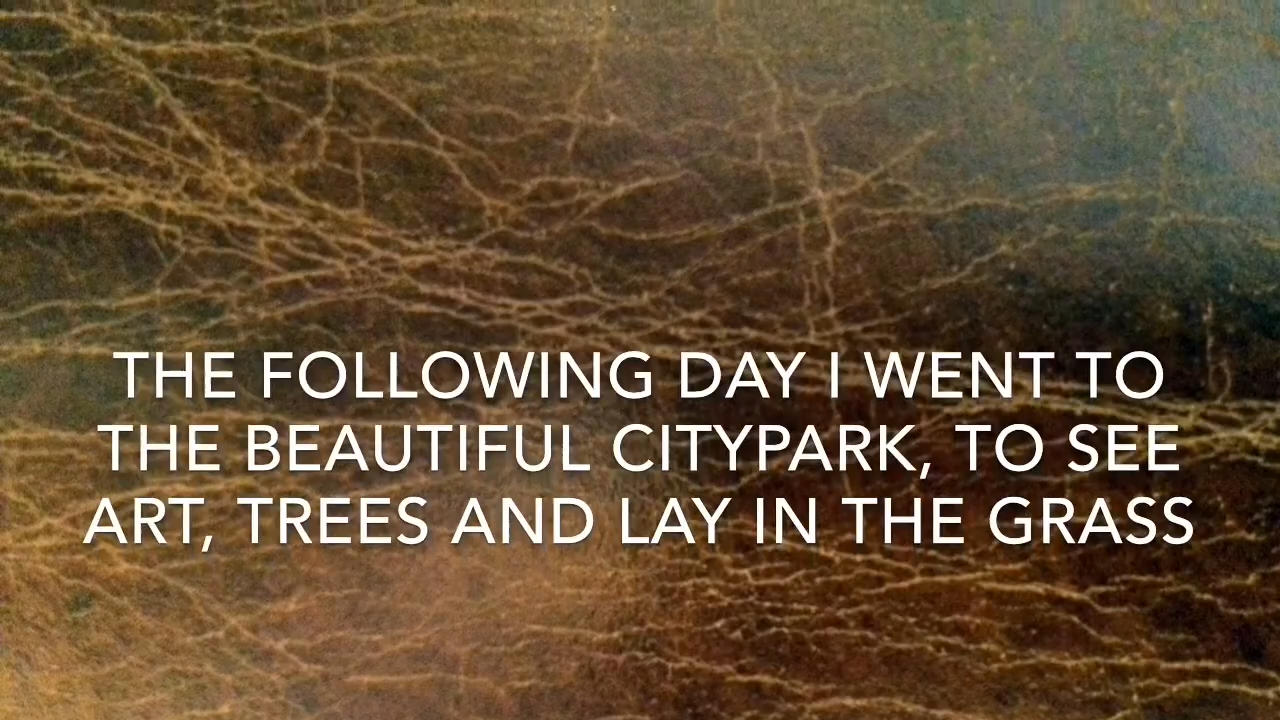 THE FOLLOWING DAY I WENT TO
THE BEAUTIFUL CITYPARK, TO SEE
ART, TREES AND LAY IN THE GRASS